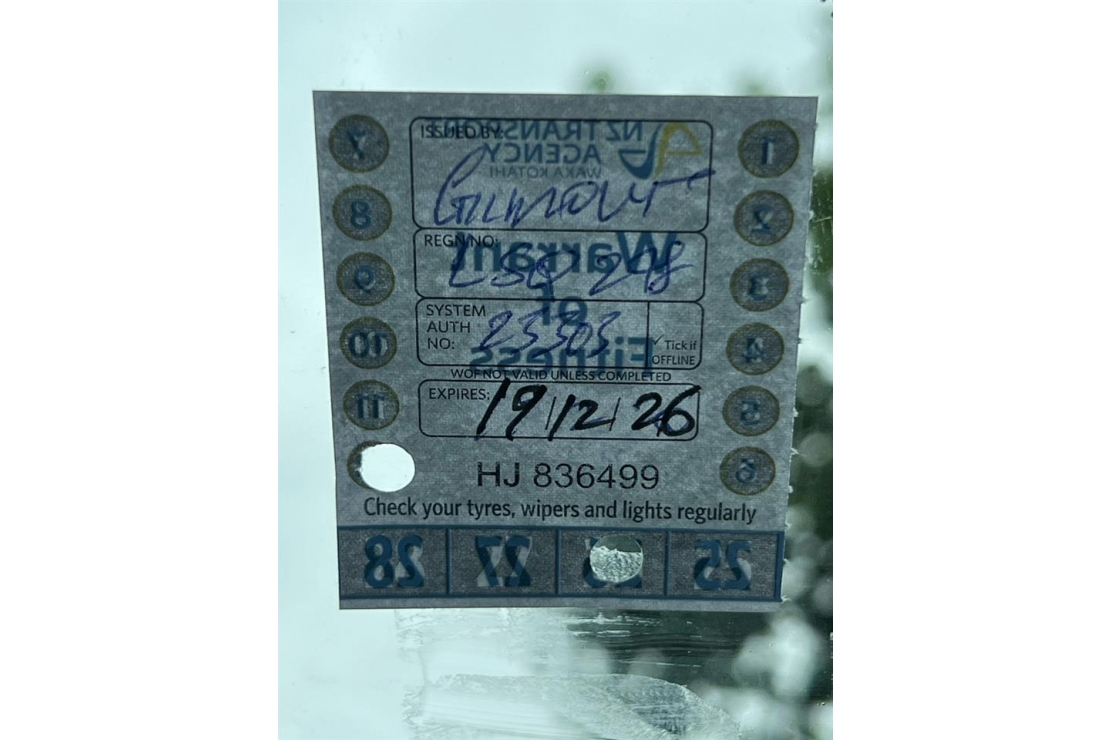 ISSUED BY:
NZ TRANSPORT
AGENCY
WAKA KOTAHI
REGN NO:
Warrant
of
Fitness
SYSTEM
AUTH
NO: 23303
Tick if
OFFLINE
WOF NOT VALID UNLESS COMPLETED
EXPIRES: 19/12/26
HJ 836499
Check your tyres, wipers and lights regularly
7 1
8 2
9 3
10 4
11 5
6
28 27 25